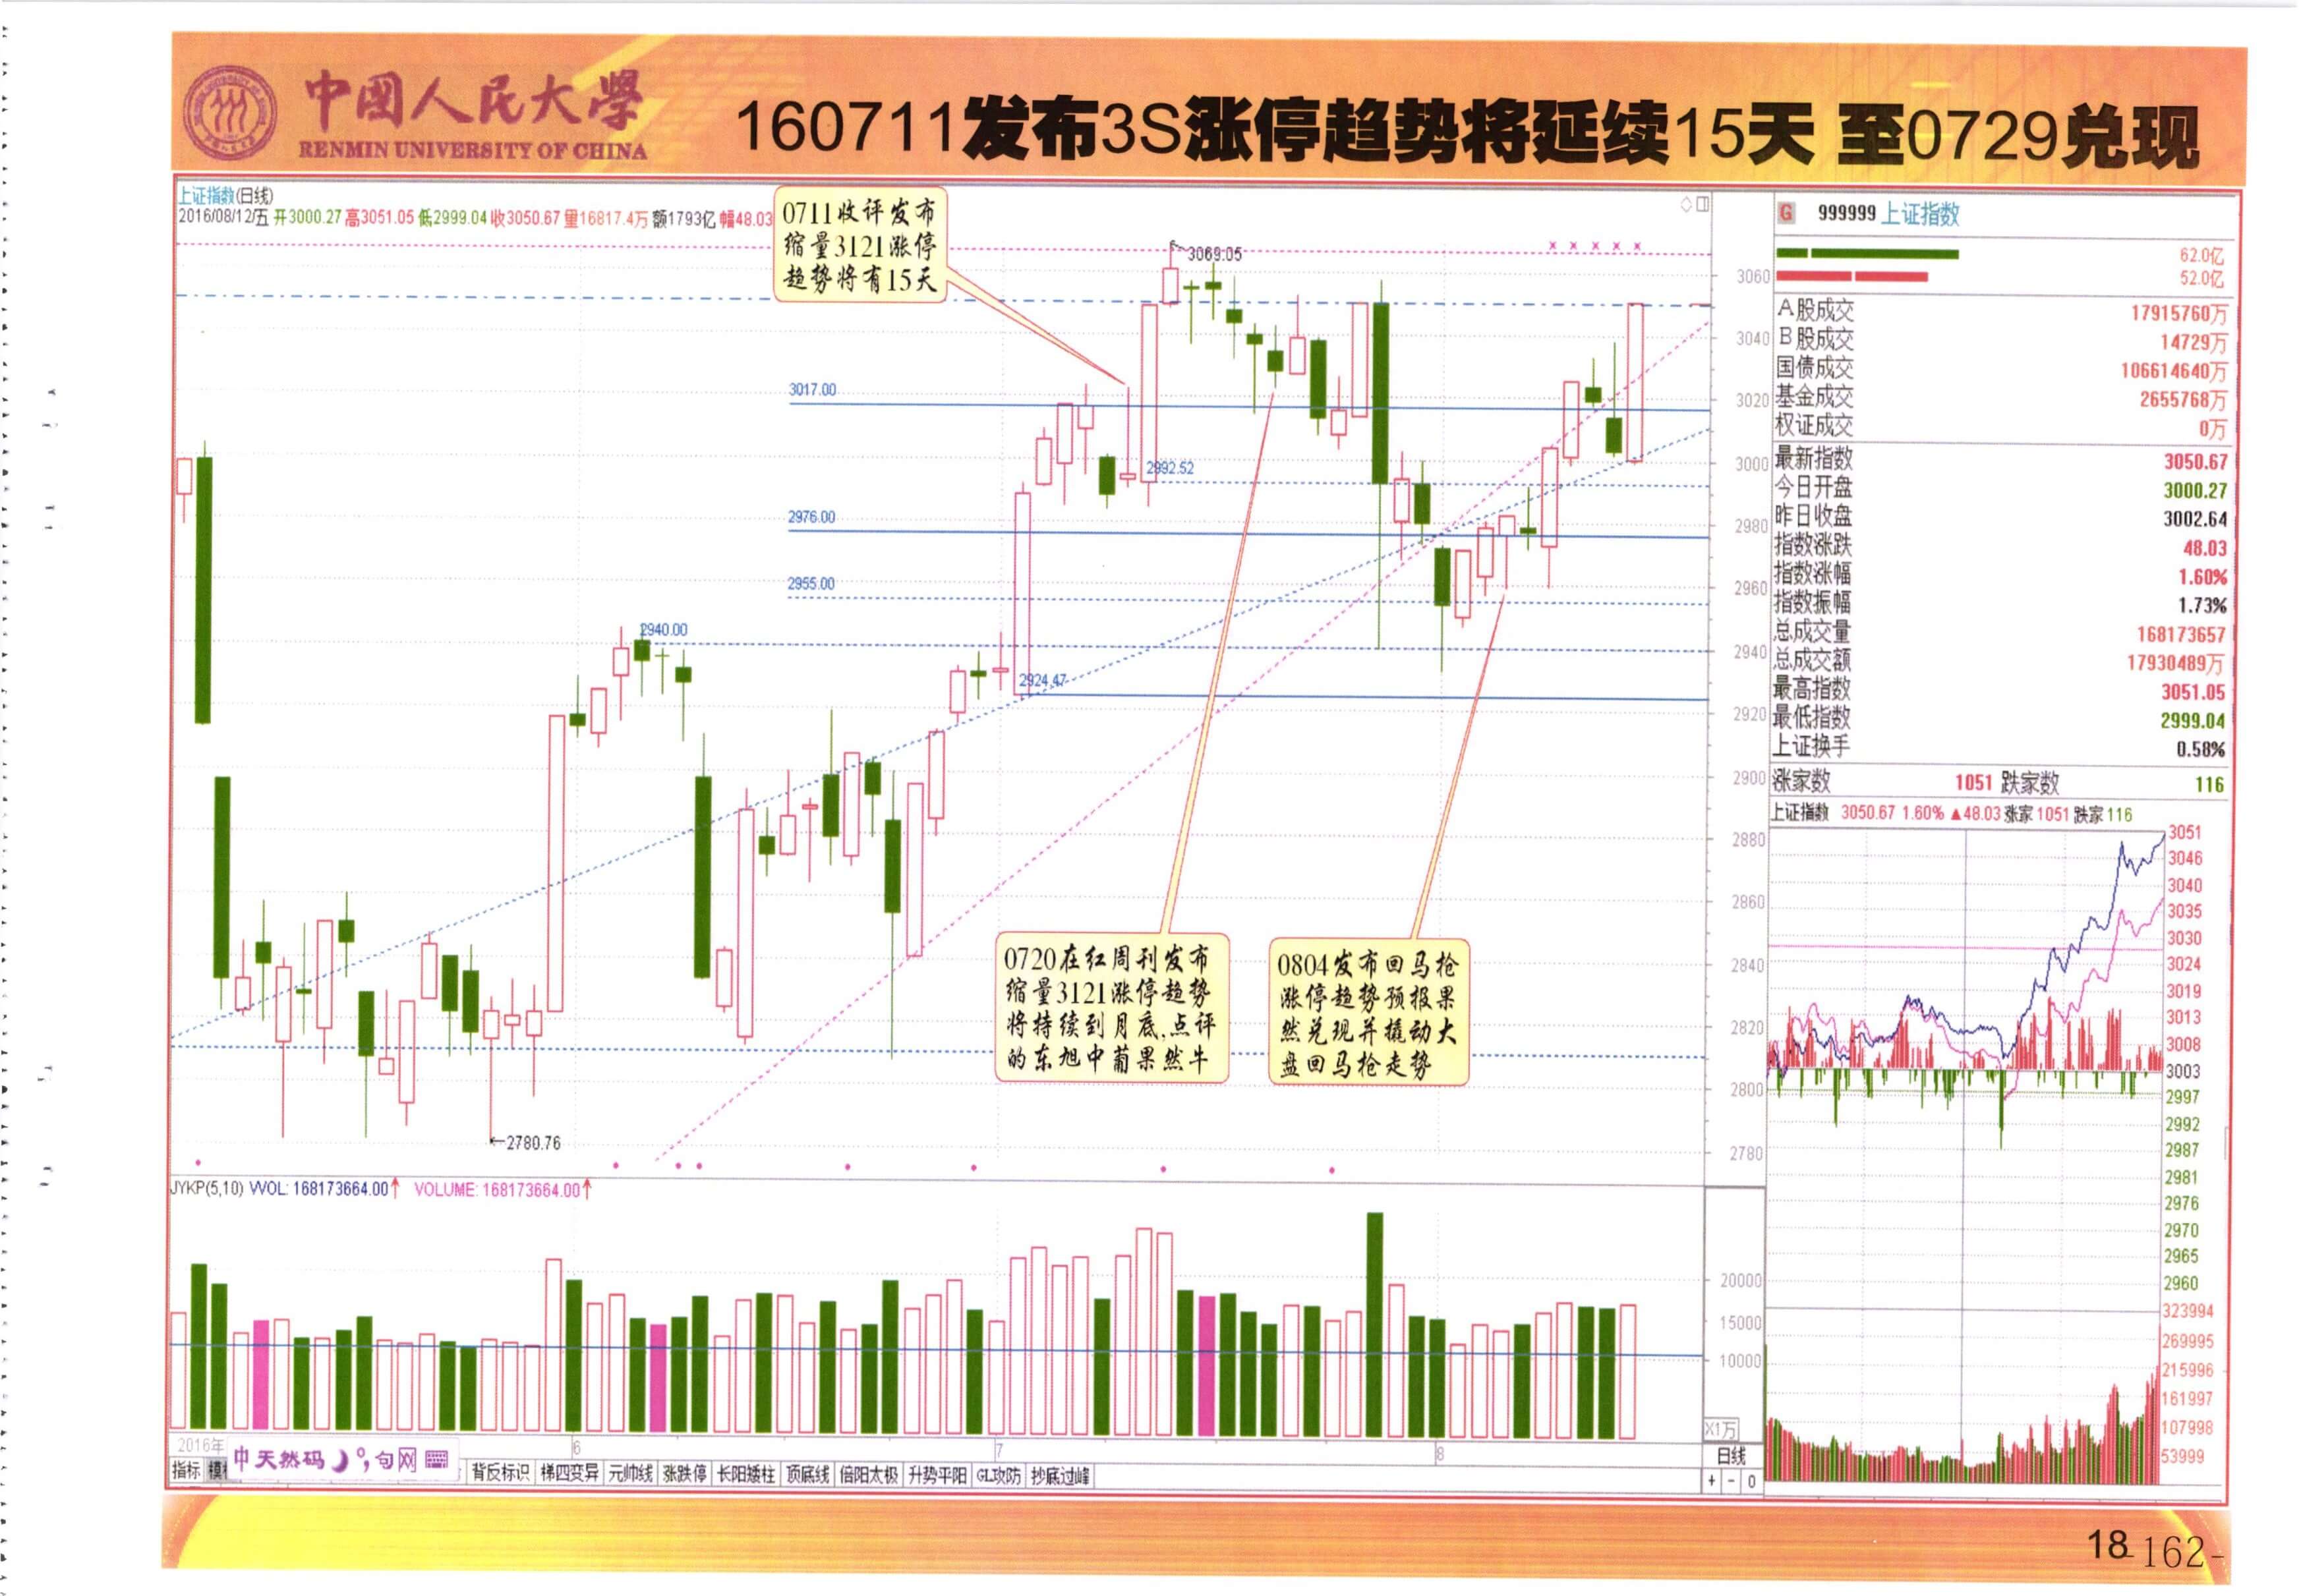 中國人民大學
RENMIN UNIVERSITY OF CHINA
160711发布3S涨停趋势将延续15天 至0729兑现
上证指数(日线)
2016/08/12/五 开3000.27 高3051.05 低2999.04 收3050.67 量16817.4万 额1793亿 幅48.03
0711收评发布
缩量3121涨停
趋势将有15天
3069.05
3017.00
2992.52
2976.00
2955.00
2940.00
2924.47
2780.76
0720在红周刊发布
缩量3121涨停趋势
将持续到月底,点评
的东旭中葡果然牛
0804发布回马枪
涨停趋势预报果
然兑现并撬动大
盘回马枪走势
3060
3040
3020
3000
2980
2960
2940
2920
2900
2880
2860
2840
2820
2800
2780
JYKP(5,10) VVOL: 168173664.00↑ VOLUME: 168173664.00↑
20000
15000
10000
X1万
2016年
6
7
8
日线
中天然码
句网
指标
背反标识
梯四变异
元帅线
涨跌停
长阳矮柱
顶底线
倍阳太极
升势平阳
GL攻防
抄底过峰
+ - 0
G 999999 上证指数
62.0亿
52.0亿
A股成交 17915760万
B股成交 14729万
国债成交 106614640万
基金成交 2655768万
权证成交 0万
最新指数 3050.67
今日开盘 3000.27
昨日收盘 3002.64
指数涨跌 48.03
指数涨幅 1.60%
指数振幅 1.73%
总成交量 168173657
总成交额 17930489万
最高指数 3051.05
最低指数 2999.04
上证换手 0.58%
涨家数 1051 跌家数 116
上证指数 3050.67 1.60% ▲48.03 涨家1051 跌家116
3051
3046
3040
3035
3030
3024
3019
3013
3008
3003
2997
2992
2987
2981
2976
2970
2965
2960
323994
269995
215996
161997
107998
53999
18
-162-